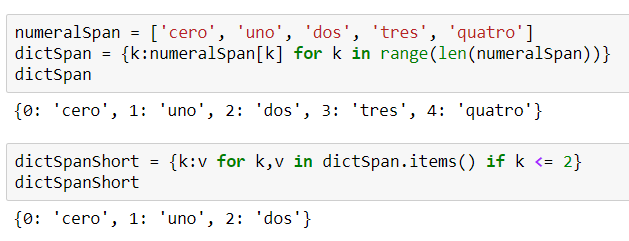 numeralSpan = ['cero', 'uno', 'dos', 'tres', 'quatro']
dictSpan = {k:numeralSpan[k] for k in range(len(numeralSpan))}
dictSpan
{0: 'cero', 1: 'uno', 2: 'dos', 3: 'tres', 4: 'quatro'}
dictSpanShort = {k:v for k,v in dictSpan.items() if k <= 2}
dictSpanShort
{0: 'cero', 1: 'uno', 2: 'dos'}